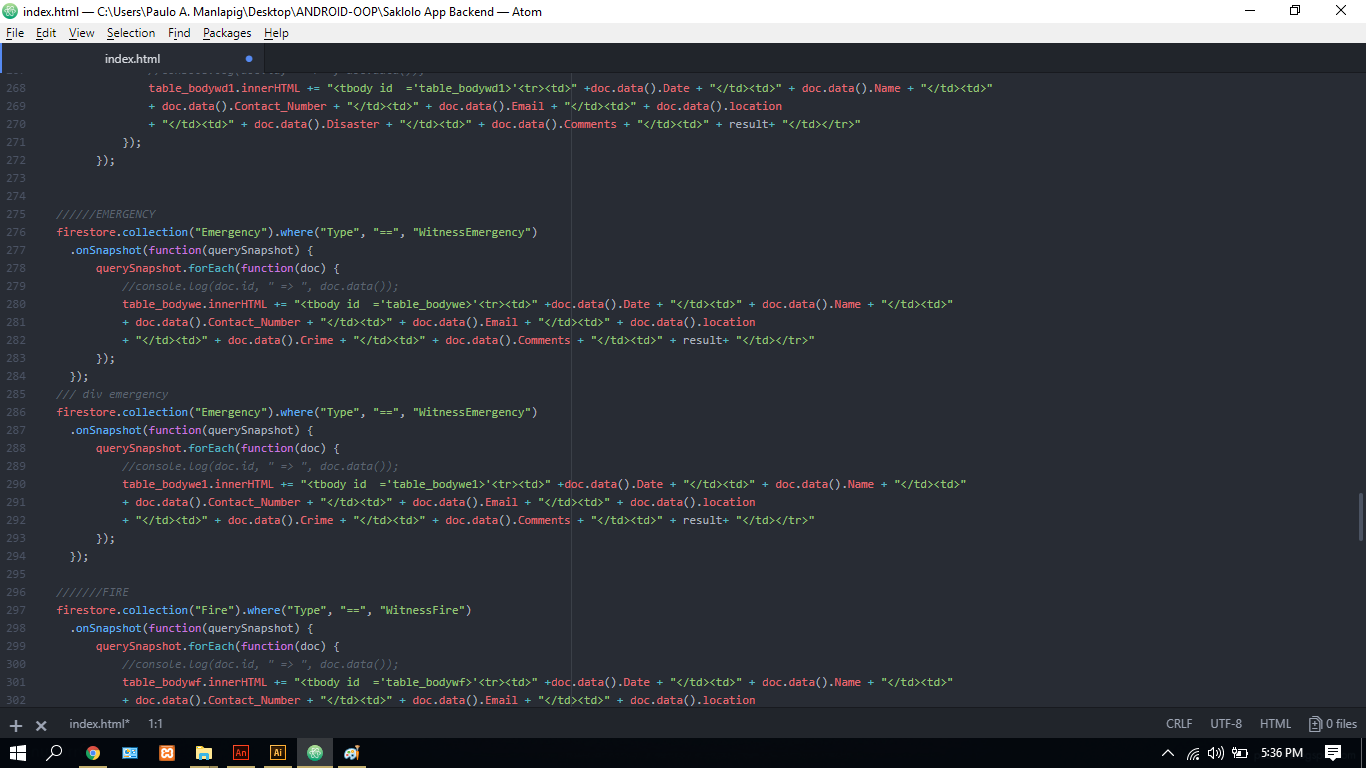 index.html — C:\Users\Paulo A. Manlapig\Desktop\ANDROID-OOP\Saklolo App Backend — Atom
File Edit View Selection Find Packages Help
index.html
268 table_bodywd1.innerHTML += "<tbody id  ='table_bodywd1>'<tr><td>" +doc.data().Date + "</td><td>" + doc.data().Name + "</td><td>"
269 + doc.data().Contact_Number + "</td><td>" + doc.data().Email + "</td><td>" + doc.data().location
270 + "</td><td>" + doc.data().Disaster + "</td><td>" + doc.data().Comments + "</td><td>" + result+ "</td></tr>"
271 });
272 });
273
274
275 //////EMERGENCY
276 firestore.collection("Emergency").where("Type", "==", "WitnessEmergency")
277 .onSnapshot(function(querySnapshot) {
278 querySnapshot.forEach(function(doc) {
279 //console.log(doc.id, " => ", doc.data());
280 table_bodywe.innerHTML += "<tbody id  ='table_bodywe>'<tr><td>" +doc.data().Date + "</td><td>" + doc.data().Name + "</td><td>"
281 + doc.data().Contact_Number + "</td><td>" + doc.data().Email + "</td><td>" + doc.data().location
282 + "</td><td>" + doc.data().Crime + "</td><td>" + doc.data().Comments + "</td><td>" + result+ "</td></tr>"
283 });
284 });
285 /// div emergency
286 firestore.collection("Emergency").where("Type", "==", "WitnessEmergency")
287 .onSnapshot(function(querySnapshot) {
288 querySnapshot.forEach(function(doc) {
289 //console.log(doc.id, " => ", doc.data());
290 table_bodywe1.innerHTML += "<tbody id  ='table_bodywe1>'<tr><td>" +doc.data().Date + "</td><td>" + doc.data().Name + "</td><td>"
291 + doc.data().Contact_Number + "</td><td>" + doc.data().Email + "</td><td>" + doc.data().location
292 + "</td><td>" + doc.data().Crime + "</td><td>" + doc.data().Comments + "</td><td>" + result+ "</td></tr>"
293 });
294 });
295
296 ///////FIRE
297 firestore.collection("Fire").where("Type", "==", "WitnessFire")
298 .onSnapshot(function(querySnapshot) {
299 querySnapshot.forEach(function(doc) {
300 //console.log(doc.id, " => ", doc.data());
301 table_bodywf.innerHTML += "<tbody id  ='table_bodywf>'<tr><td>" +doc.data().Date + "</td><td>" + doc.data().Name + "</td><td>"
302 + doc.data().Contact_Number + "</td><td>" + doc.data().Email + "</td><td>" + doc.data().location
index.html* 1:1 CRLF UTF-8 HTML 0 files
An Ai 5:36 PM